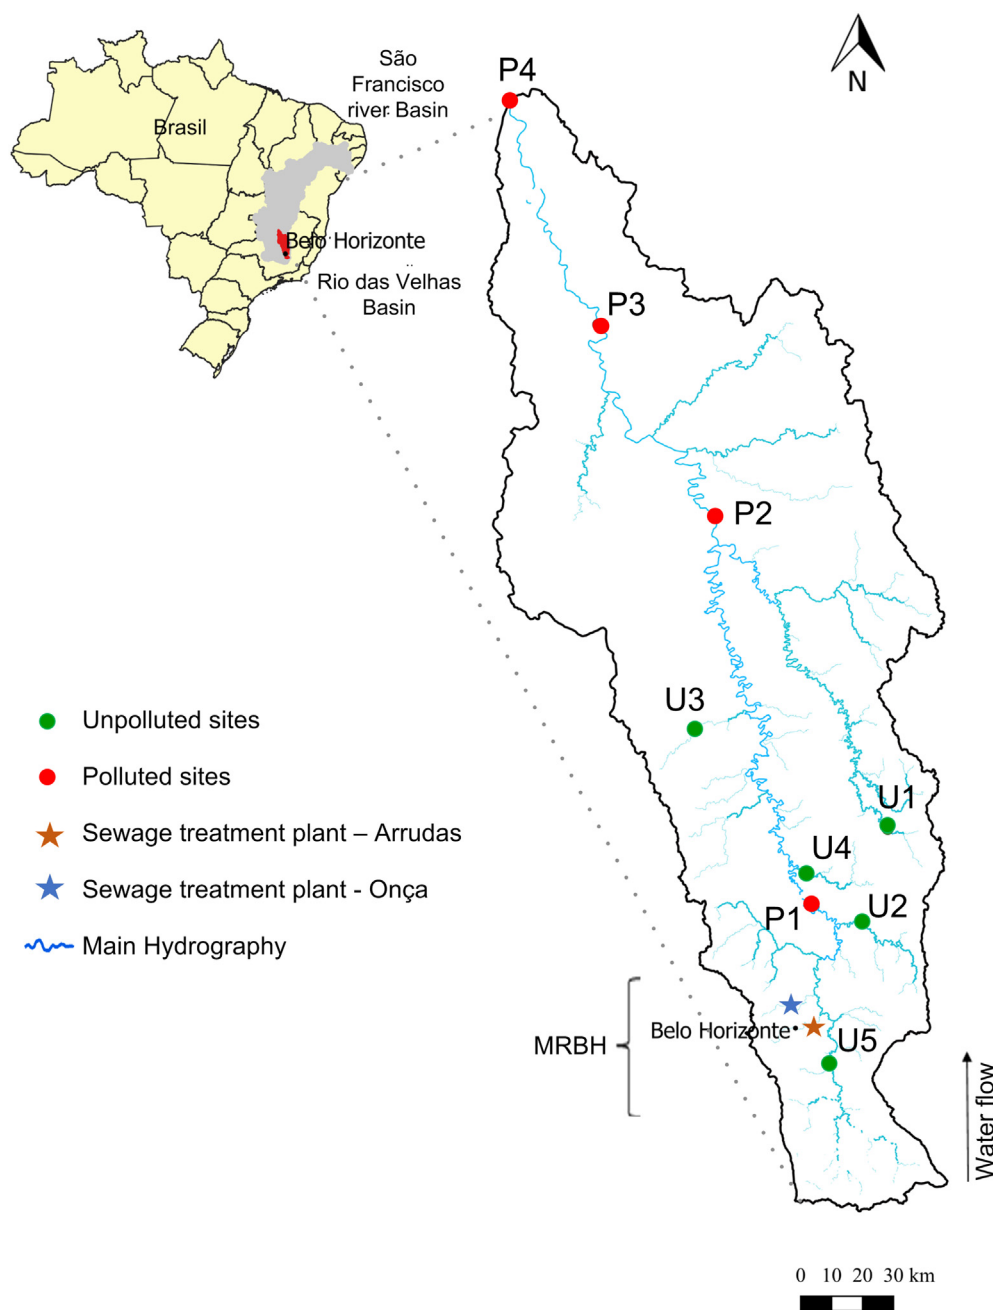 São
Francisco
river Basin
Brasil
Belo Horizonte
Rio das Velhas
Basin
N
P4
P3
P2
U3
U1
U4
P1
U2
Belo Horizonte
MRBH
U5
Water flow
Unpolluted sites
Polluted sites
Sewage treatment plant – Arrudas
Sewage treatment plant - Onça
Main Hydrography
0 10 20 30 km